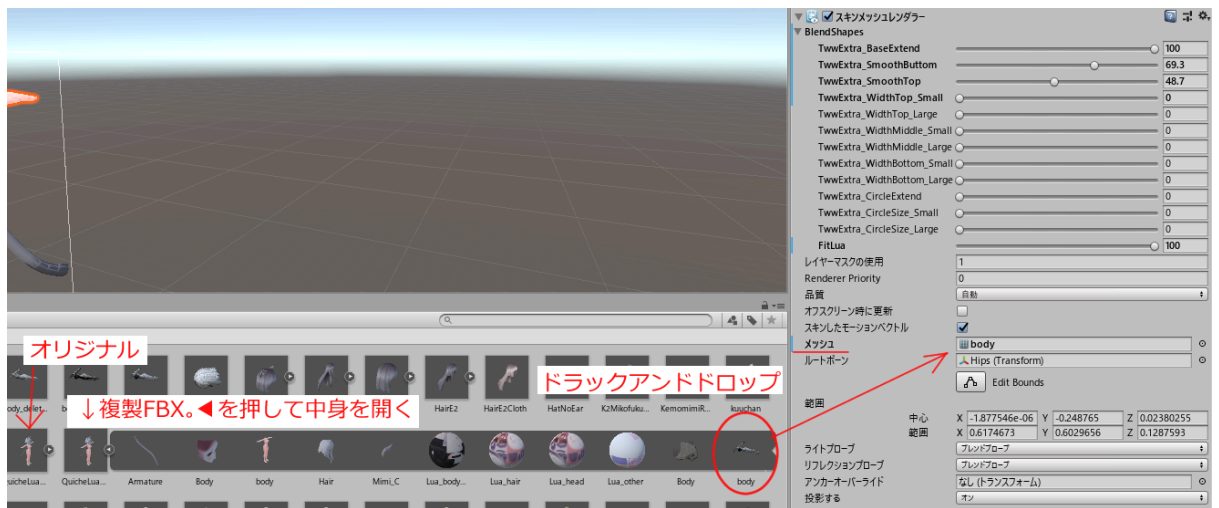 スキンメッシュレンダラー
BlendShapes
TwwExtra_BaseExtend 100
TwwExtra_SmoothButtom 69.3
TwwExtra_SmoothTop 48.7
TwwExtra_WidthTop_Small 0
TwwExtra_WidthTop_Large 0
TwwExtra_WidthMiddle_Small 0
TwwExtra_WidthMiddle_Large 0
TwwExtra_WidthBottom_Small 0
TwwExtra_WidthBottom_Large 0
TwwExtra_CircleExtend 0
TwwExtra_CircleSize_Small 0
TwwExtra_CircleSize_Large 0
FitLua 100
レイヤーマスクの使用 1
Renderer Priority 0
品質 自動
オフスクリーン時に更新
スキンしたモーションベクトル
メッシュ body
ルートボーン Hips (Transform)
Edit Bounds
範囲
中心 X -1.877546e-06 Y -0.248765 Z 0.02380255
範囲 X 0.6174673 Y 0.6029656 Z 0.1287593
ライトプローブ ブレンドプローブ
リフレクションプローブ ブレンドプローブ
アンカーオーバーライド なし (トランスフォーム)
投影する オン
オリジナル
ドラックアンドドロップ
↓複製FBX。◀を押して中身を開く
HairE2 HairE2Cloth HatNoEar K2Mikofuku... KemomimiR... kuuchan
QuicheLua... Armature Body body Hair Mimi_C Lua_body... Lua_hair Lua_head Lua_other Body body